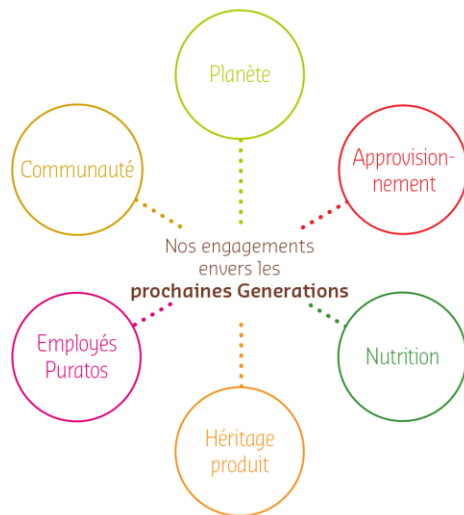 Planète
Communauté
Approvision-
nement
Nos engagements
envers les
prochaines Generations
Employés
Puratos
Nutrition
Héritage
produit